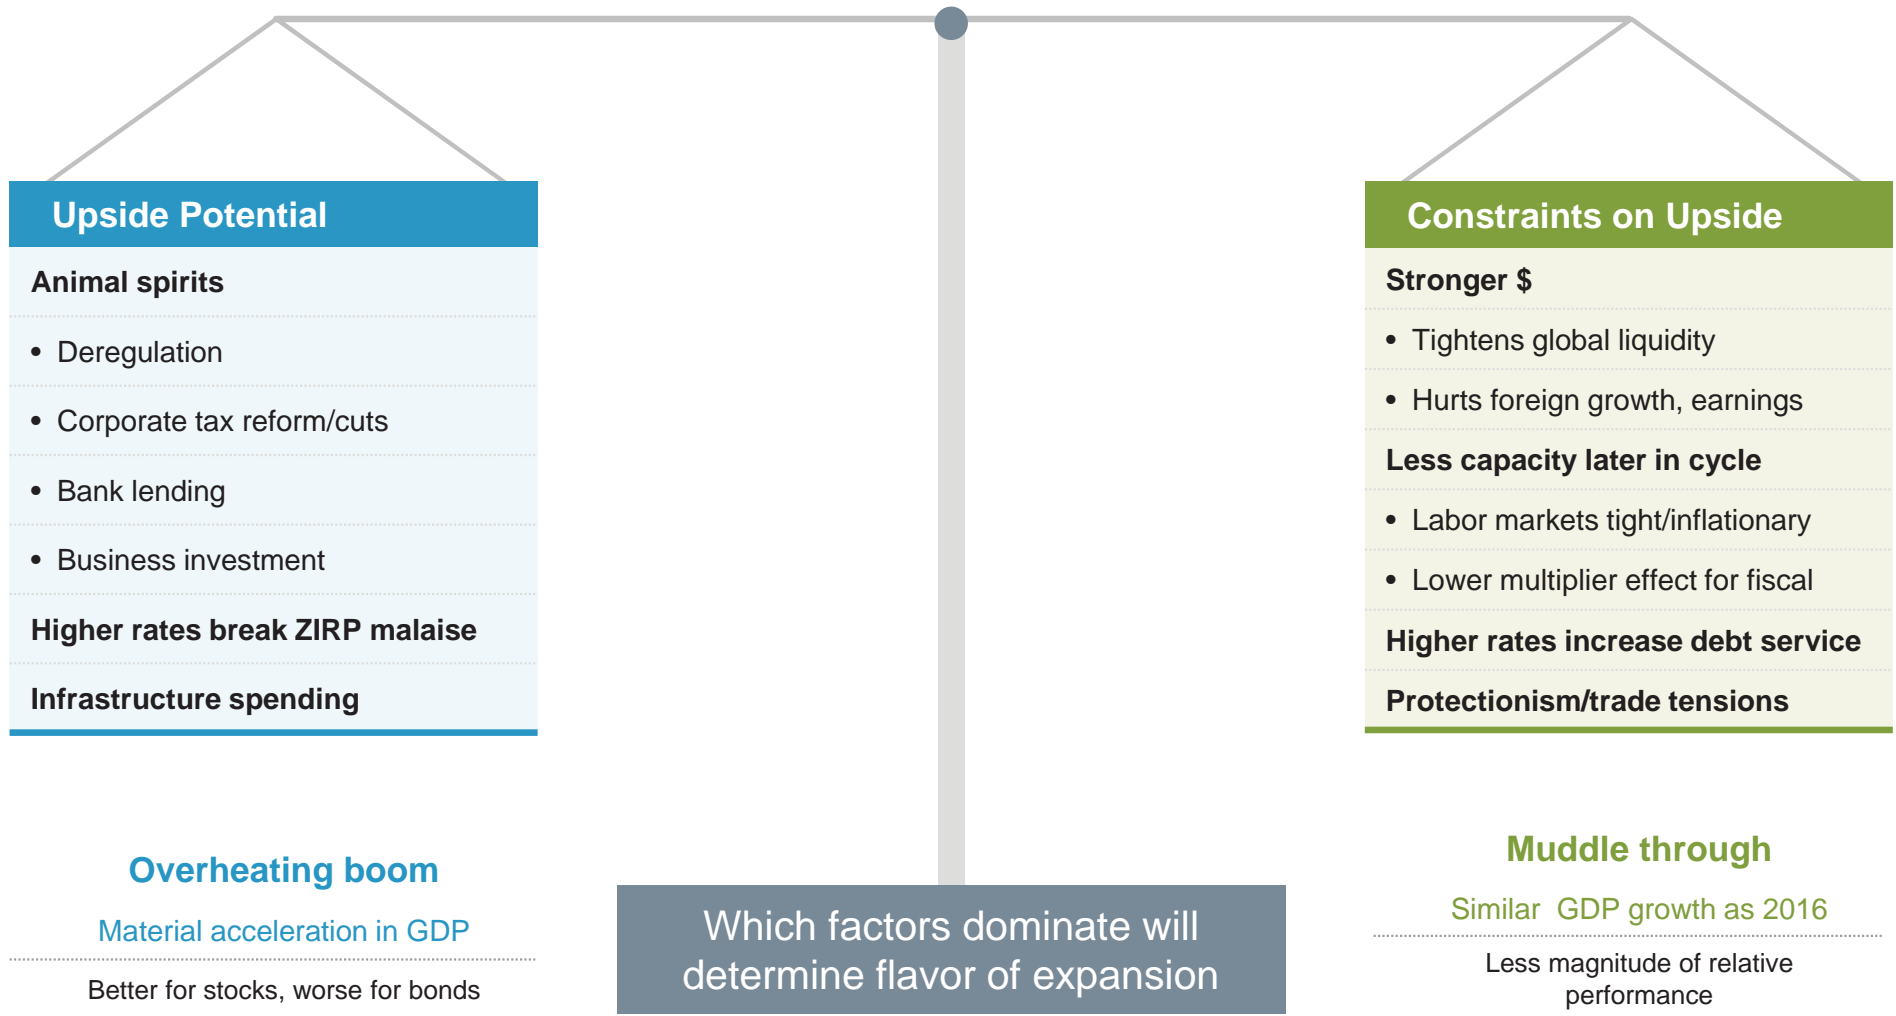 Upside Potential
Animal spirits
• Deregulation
• Corporate tax reform/cuts
• Bank lending
• Business investment
Higher rates break ZIRP malaise
Infrastructure spending
Overheating boom
Material acceleration in GDP
Better for stocks, worse for bonds
Which factors dominate will
determine flavor of expansion
Constraints on Upside
Stronger $
• Tightens global liquidity
• Hurts foreign growth, earnings
Less capacity later in cycle
• Labor markets tight/inflationary
• Lower multiplier effect for fiscal
Higher rates increase debt service
Protectionism/trade tensions
Muddle through
Similar GDP growth as 2016
Less magnitude of relative
performance